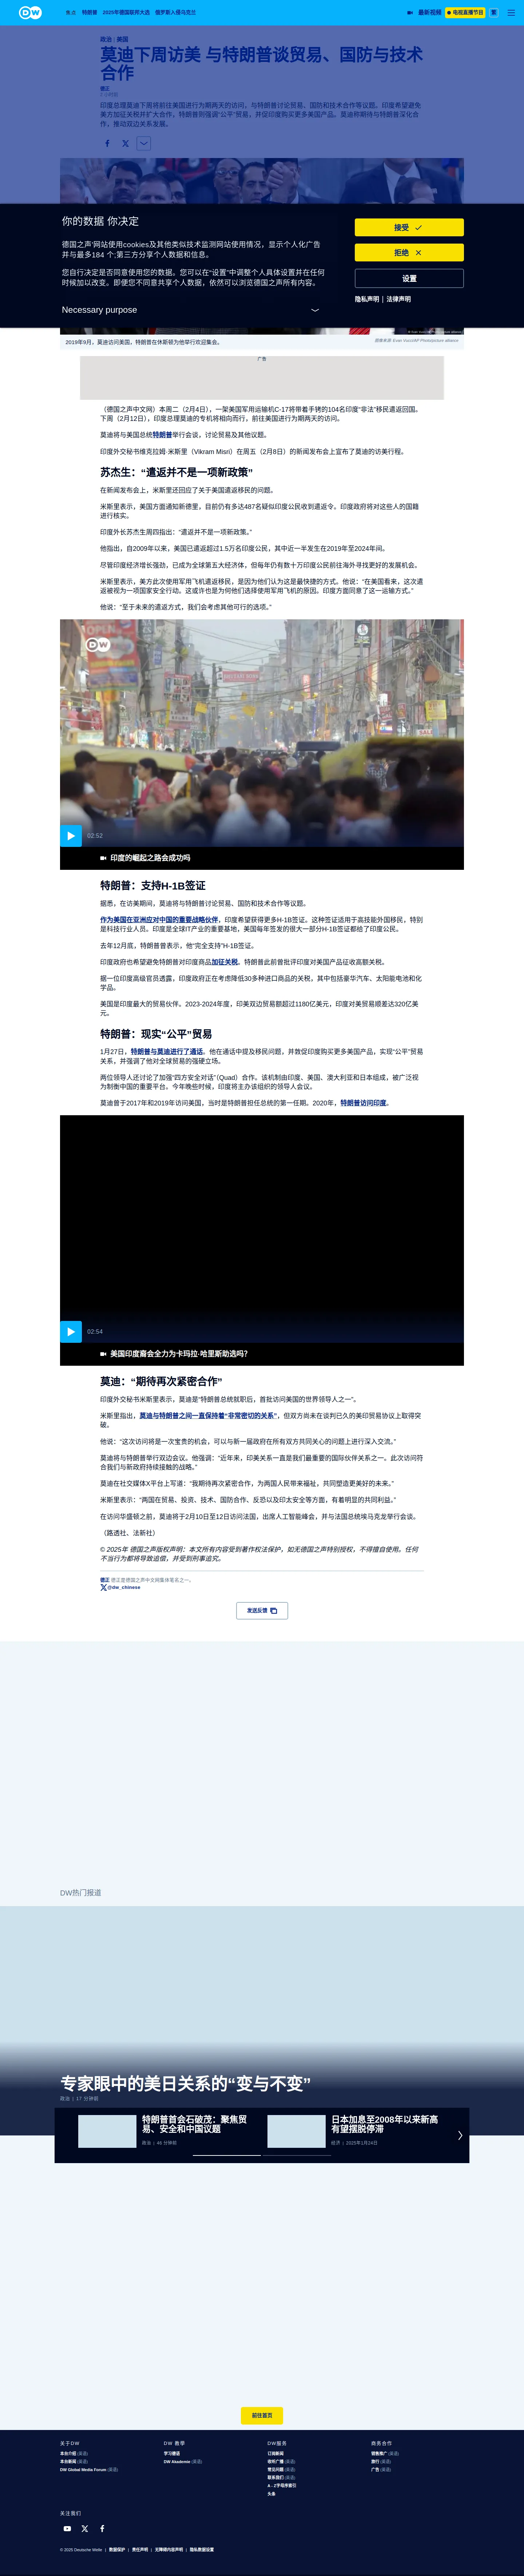 DW
焦点 特朗普 2025年德国联邦大选 俄罗斯入侵乌克兰
最新视频 电视直播节目 繁
政治 美国
莫迪下周访美 与特朗普谈贸易、国防与技术
合作
德正
2 小时前
印度总理莫迪下周将前往美国进行为期两天的访问，与特朗普讨论贸易、国防和技术合作等议题。印度希望避免
美方加征关税并扩大合作，特朗普则强调“公平”贸易，并促印度购买更多美国产品。莫迪称期待与特朗普深化合
作，推动双边关系发展。
你的数据 你决定
德国之声'网站使用cookies及其他类似技术监测网站使用情况，显示个人化广告
并与最多184 个;第三方分享个人数据和信息。
您自行决定是否同意使用您的数据。您可以在“设置”中调整个人具体设置并在任何
时候加以改变。即便您不同意共享个人数据，依然可以浏览德国之声所有内容。
Necessary purpose
接受
拒绝
设置
隐私声明 | 法律声明
2019年9月，莫迪访问美国，特朗普在休斯顿为他举行欢迎集会。
图像来源: Evan Vucci/AP Photo/picture alliance
广告
（德国之声中文网）本周二（2月4日），一架美国军用运输机C-17将带着手铐的104名印度“非法”移民遣返回国。
下周（2月12日），印度总理莫迪的专机将相向而行，前往美国进行为期两天的访问。
莫迪将与美国总统特朗普举行会谈，讨论贸易及其他议题。
印度外交秘书维克拉姆·米斯里（Vikram Misri）在周五（2月8日）的新闻发布会上宣布了莫迪的访美行程。
苏杰生：“遣返并不是一项新政策”
在新闻发布会上，米斯里还回应了关于美国遣返移民的问题。
米斯里表示，美国方面通知新德里，目前仍有多达487名疑似印度公民收到遣返令。印度政府将对这些人的国籍
进行核实。
印度外长苏杰生周四指出：“遣返并不是一项新政策。”
他指出，自2009年以来，美国已遣返超过1.5万名印度公民，其中近一半发生在2019年至2024年间。
尽管印度经济增长强劲，已成为全球第五大经济体，但每年仍有数十万印度公民前往海外寻找更好的发展机会。
米斯里表示，美方此次使用军用飞机遣返移民，是因为他们认为这是最快捷的方式。他说：“在美国看来，这次遣
返被视为一项国家安全行动。这或许也是为何他们选择使用军用飞机的原因。印度方面同意了这一运输方式。”
他说：“至于未来的遣返方式，我们会考虑其他可行的选项。”
DW
02:52
印度的崛起之路会成功吗
特朗普：支持H-1B签证
据悉，在访美期间，莫迪将与特朗普讨论贸易、国防和技术合作等议题。
作为美国在亚洲应对中国的重要战略伙伴，印度希望获得更多H-1B签证。这种签证适用于高技能外国移民，特别
是科技行业人员。印度是全球IT产业的重要基地，美国每年签发的很大一部分H-1B签证都给了印度公民。
去年12月底，特朗普曾表示，他“完全支持”H-1B签证。
印度政府也希望避免特朗普对印度商品加征关税。特朗普此前曾批评印度对美国产品征收高额关税。
据一位印度高级官员透露，印度政府正在考虑降低30多种进口商品的关税，其中包括豪华汽车、太阳能电池和化
学品。
美国是印度最大的贸易伙伴。2023-2024年度，印美双边贸易额超过1180亿美元，印度对美贸易顺差达320亿美
元。
特朗普：现实“公平”贸易
1月27日，特朗普与莫迪进行了通话。他在通话中提及移民问题，并敦促印度购买更多美国产品，实现“公平”贸易
关系，并强调了他对全球贸易的强硬立场。
两位领导人还讨论了加强“四方安全对话”（Quad）合作。该机制由印度、美国、澳大利亚和日本组成，被广泛视
为制衡中国的重要平台。今年晚些时候，印度将主办该组织的领导人会议。
莫迪曾于2017年和2019年访问美国，当时是特朗普担任总统的第一任期。2020年，特朗普访问印度。
02:54
美国印度裔会全力为卡玛拉·哈里斯助选吗？
莫迪：“期待再次紧密合作”
印度外交秘书米斯里表示，莫迪是“特朗普总统就职后，首批访问美国的世界领导人之一”。
米斯里指出，莫迪与特朗普之间一直保持着“非常密切的关系”，但双方尚未在谈判已久的美印贸易协议上取得突
破。
他说：“这次访问将是一次宝贵的机会，可以与新一届政府在所有双方共同关心的问题上进行深入交流。”
莫迪将与特朗普举行双边会议。他强调：“近年来，印美关系一直是我们最重要的国际伙伴关系之一。此次访问符
合我们与新政府持续接触的战略。”
莫迪在社交媒体X平台上写道：“我期待再次紧密合作，为两国人民带来福祉，共同塑造更美好的未来。”
米斯里表示：“两国在贸易、投资、技术、国防合作、反恐以及印太安全等方面，有着明显的共同利益。”
在访问华盛顿之前，莫迪将于2月10日至12日访问法国，出席人工智能峰会，并与法国总统埃马克龙举行会谈。
（路透社、法新社）
© 2025年 德国之声版权声明：本文所有内容受到著作权法保护，如无德国之声特别授权，不得擅自使用。任何
不当行为都将导致追偿，并受到刑事追究。
德正 德正是德国之声中文网集体笔名之一。
@dw_chinese
发送反馈
DW热门报道
专家眼中的美日关系的“变与不变”
政治 | 17 分钟前
特朗普首会石破茂：聚焦贸
易、安全和中国议题
政治 | 46 分钟前
日本加息至2008年以来新高
有望摆脱停滞
经济 | 2025年1月24日
前往首页
关于DW
本台介绍 (英语)
本台新闻 (英语)
DW Global Media Forum (英语)
DW 教学
学习德语
DW Akademie (英语)
DW服务
订阅新闻
收听广播 (英语)
常见问题 (英语)
联系我们 (英语)
A - Z字母序索引
头条
商务合作
销售推广 (英语)
旅行 (英语)
广告 (英语)
关注我们
© 2025 Deutsche Welle | 数据保护 | 责任声明 | 无障碍内容声明 | 隐私数据设置